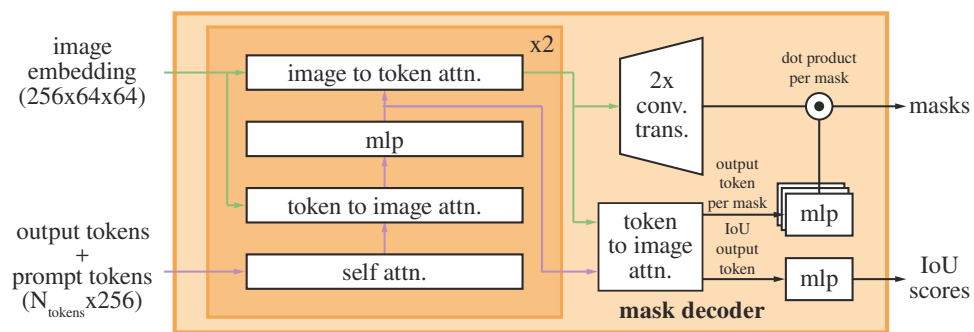 image
embedding
(256x64x64)
output tokens
+
prompt tokens
(N_tokens x256)
x2
image to token attn.
mlp
token to image attn.
self attn.
2x
conv.
trans.
token
to image
attn.
dot product
per mask
output
token
per mask
mlp
IoU
output
token
mlp
mask decoder
masks
IoU
scores